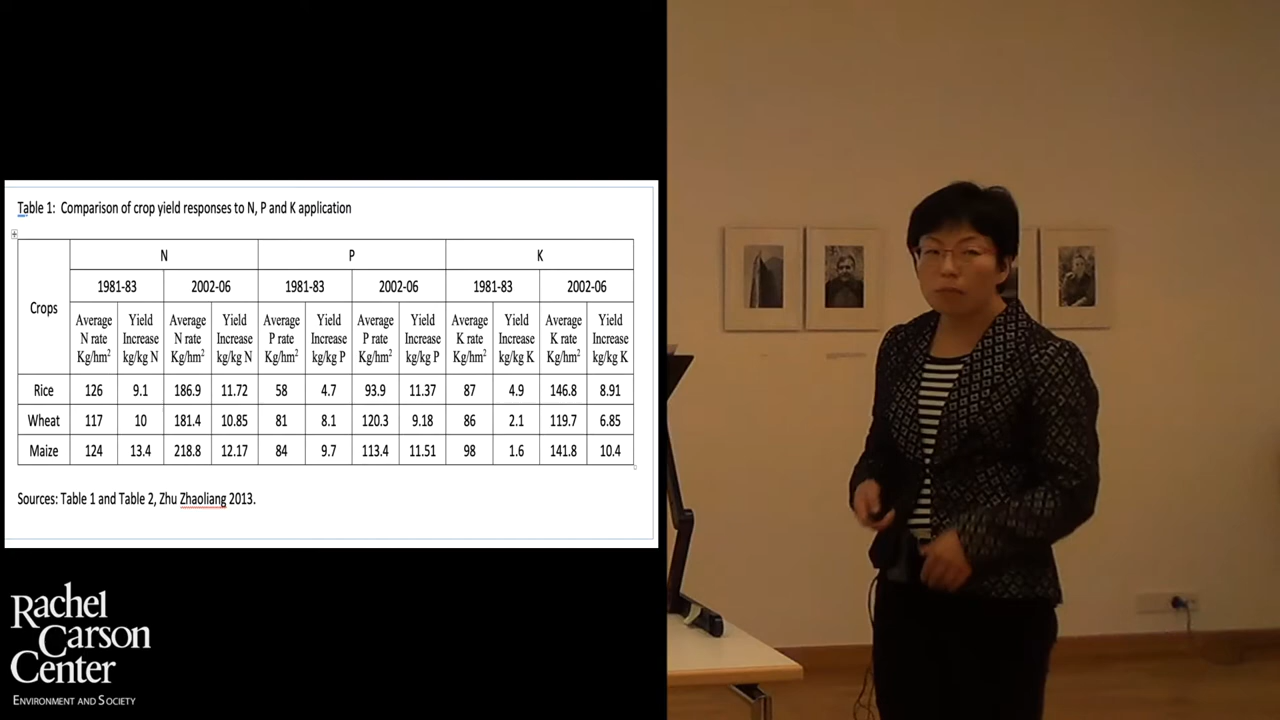 Table 1: Comparison of crop yield responses to N, P and K application
Crops N P K
1981-83 2002-06 1981-83 2002-06 1981-83 2002-06
Average N rate Kg/hm² Yield Increase kg/kg N Average N rate Kg/hm² Yield Increase kg/kg N Average P rate Kg/hm² Yield Increase kg/kg P Average P rate Kg/hm² Yield Increase kg/kg P Average K rate Kg/hm² Yield Increase kg/kg K Average K rate Kg/hm² Yield Increase kg/kg K
Rice 126 9.1 186.9 11.72 58 4.7 93.9 11.37 87 4.9 146.8 8.91
Wheat 117 10 181.4 10.85 81 8.1 120.3 9.18 86 2.1 119.7 6.85
Maize 124 13.4 218.8 12.17 84 9.7 113.4 11.51 98 1.6 141.8 10.4
Sources: Table 1 and Table 2, Zhu Zhaoliang 2013.
Rachel
Carson
Center
ENVIRONMENT AND SOCIETY